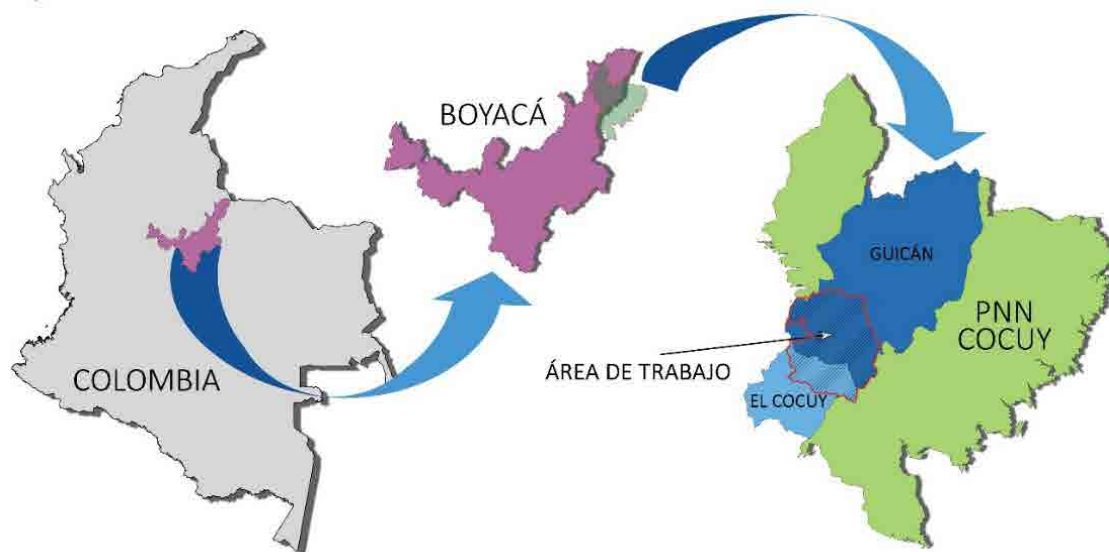 COLOMBIA
BOYACÁ
GUICÁN
PNN
COCUY
ÁREA DE TRABAJO
EL COCUY